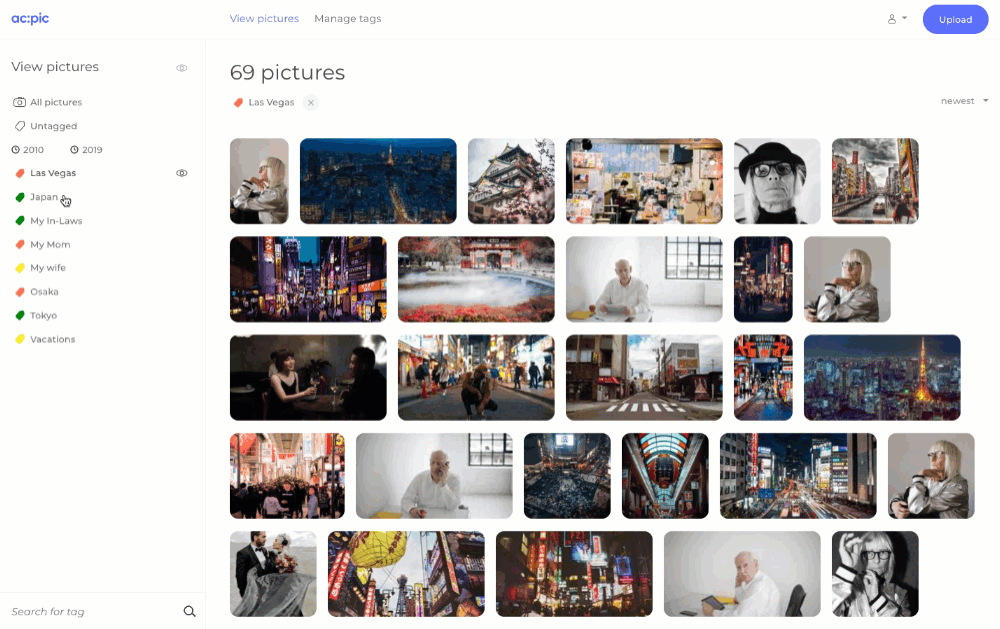 ac;pic
View pictures
Manage tags
Upload
View pictures
All pictures
Untagged
2010
2019
Las Vegas
Japan
My In-Laws
My Mom
My wife
Osaka
Tokyo
Vacations
Search for tag
69 pictures
Las Vegas
newest